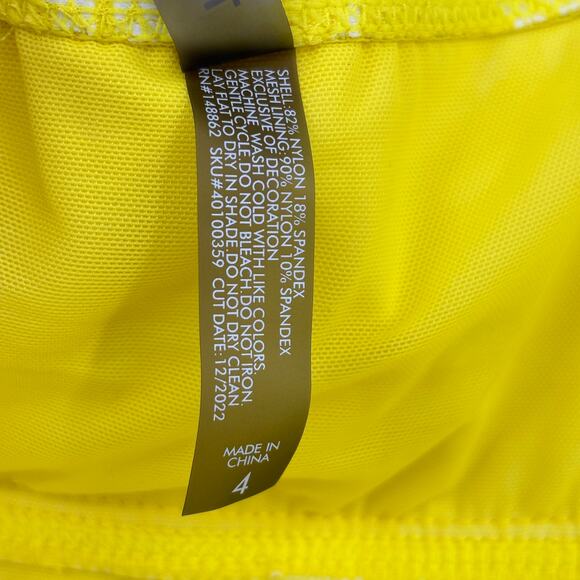 SHELL:82% NYLON 18% SPANDEX
MESH LINING:90% NYLON 10% SPANDEX
EXCLUSIVE OF DECORATION
MACHINE WASH COLD WITH LIKE COLORS.
GENTLE CYCLE.DO NOT BLEACH.DO NOT IRON.
LAY FLAT TO DRY IN SHADE.DO NOT DRY CLEAN.
RN#148862 SKU#40100359 CUT DATE:12/2022
MADE IN
CHINA
4